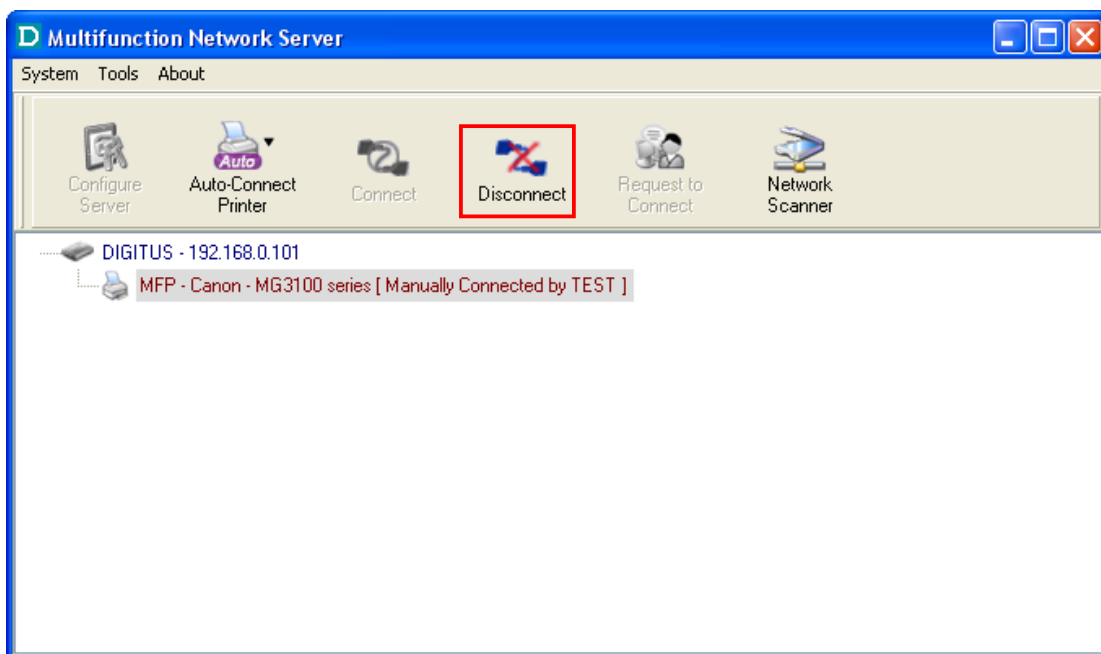 D Multifunction Network Server
System Tools About
Auto
Configure Server
Auto-Connect Printer
Connect
Disconnect
Request to Connect
Network Scanner
DIGITUS - 192.168.0.101
MFP - Canon - MG3100 series [ Manually Connected by TEST ]